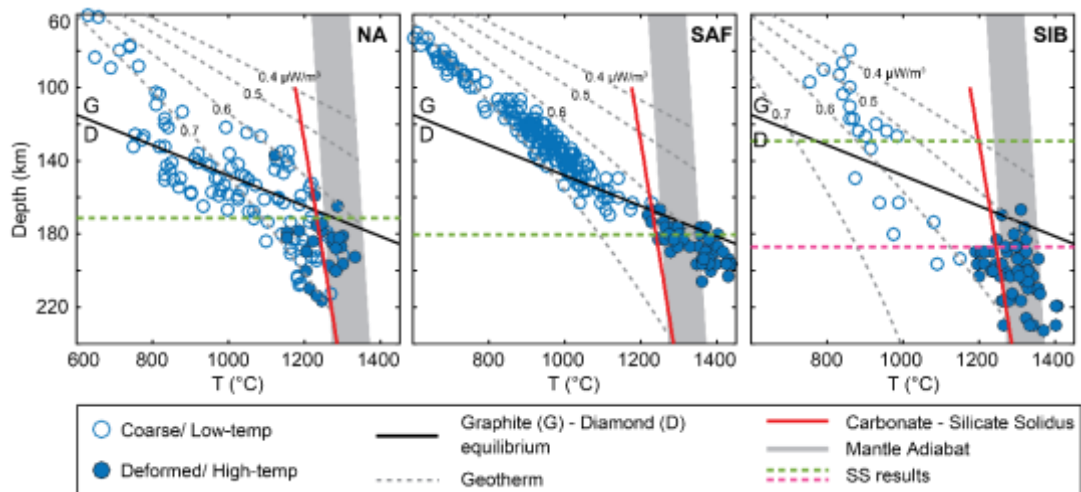 60
100
140
180
220
Depth (km)
NA
0.4 μW/m³
0.5
0.6
0.7
G
D
600
800
1000
1200
1400
T (°C)
SAF
0.4 μW/m³
0.5
0.6
G
D
800
1000
1200
1400
T (°C)
SIB
0.4 μW/m³
0.5
0.6
0.7
G
D
800
1000
1200
1400
T (°C)
Coarse/ Low-temp
Deformed/ High-temp
Graphite (G) - Diamond (D)
equilibrium
Geotherm
Carbonate - Silicate Solidus
Mantle Adiabat
SS results